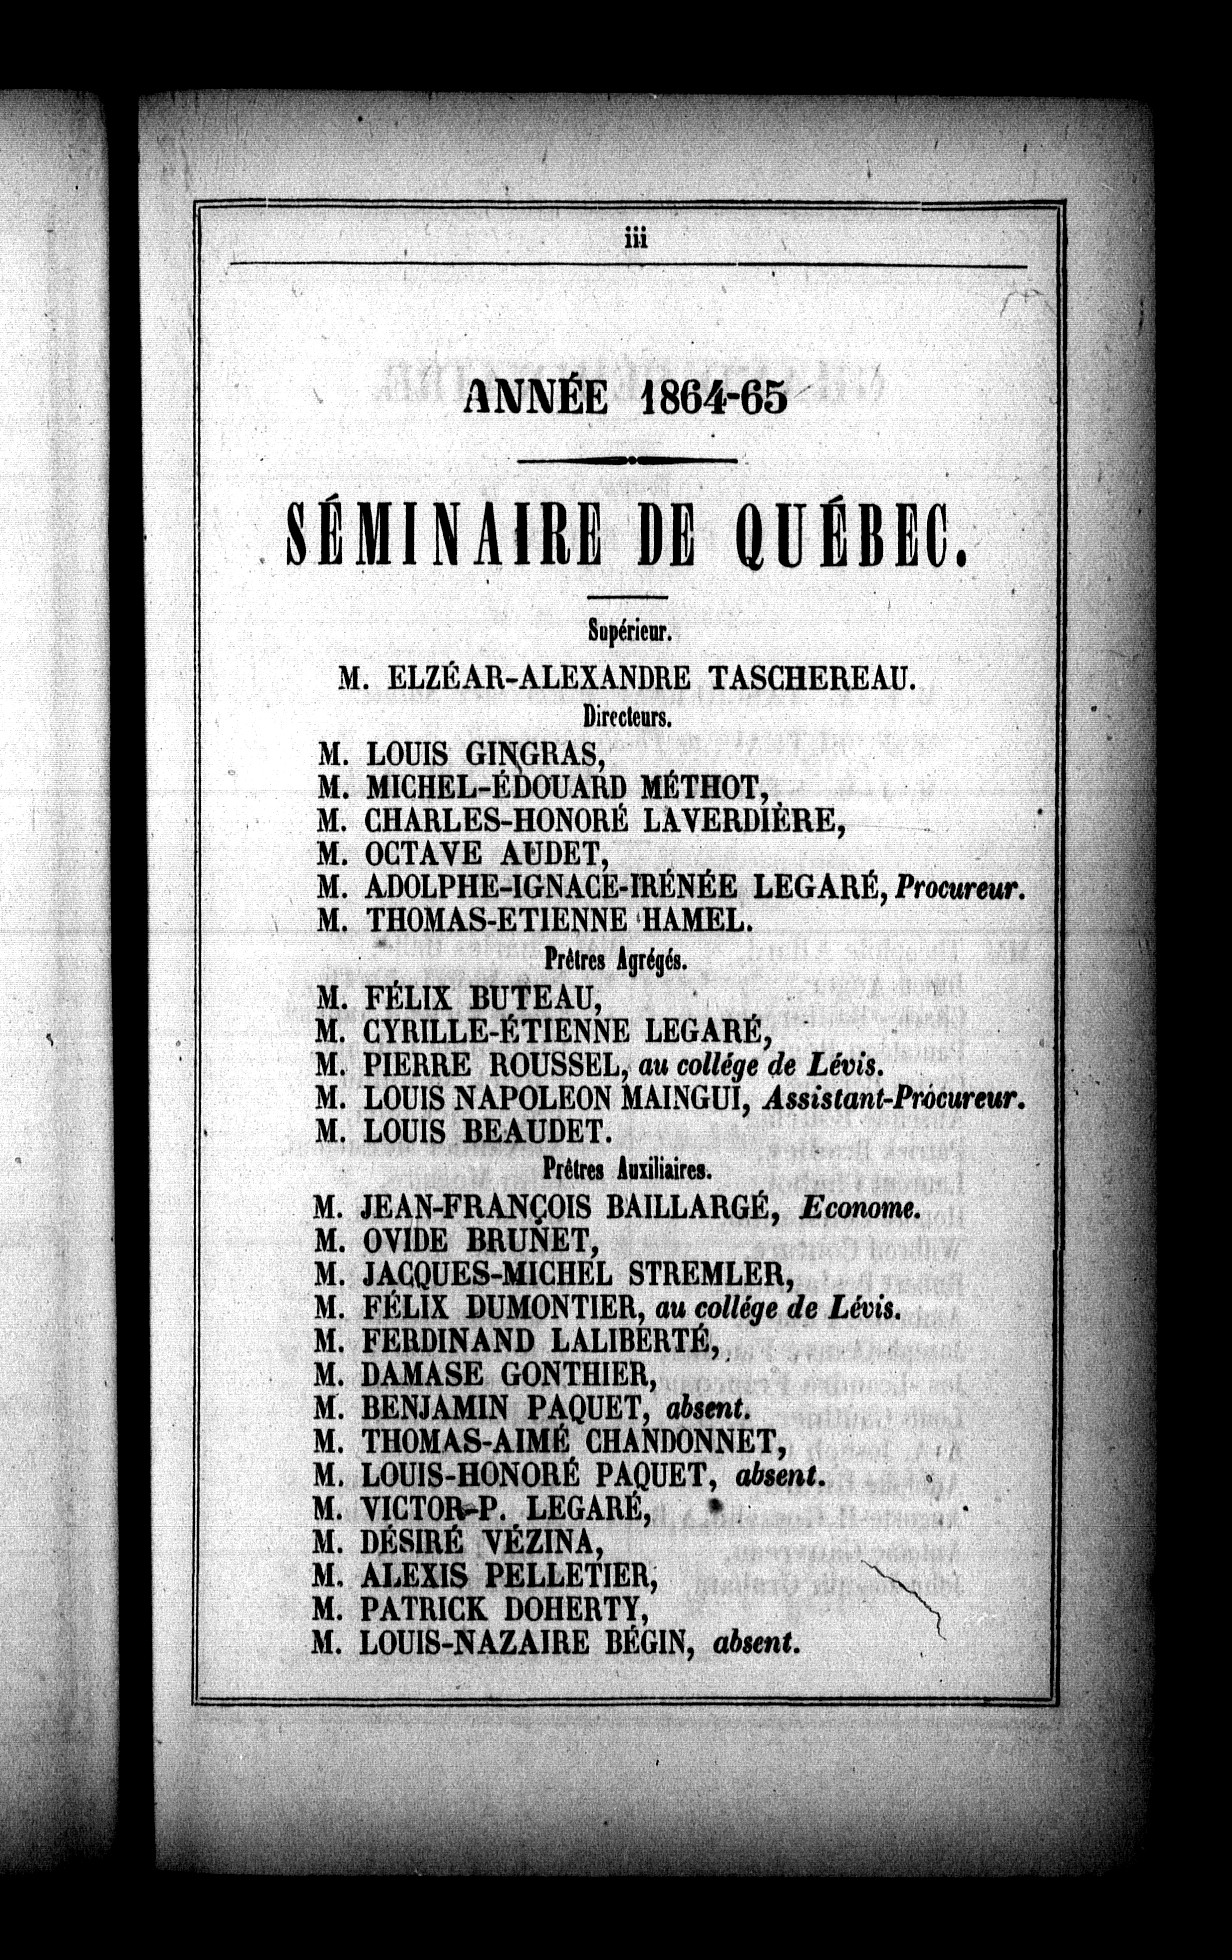 iii
ANNÉE 1864-65
SÉMINAIRE DE QUÉBEC.
Supérieur.
M. ELZÉAR-ALEXANDRE TASCHEREAU.
Directeurs.
M. LOUIS GINGRAS,
M. MICHEL-ÉDOUARD MÉTHOT,
M. CHARLES-HONORÉ LAVERDIÈRE,
M. OCTAVE AUDET,
M. ADOLPHE-IGNACE-IRÉNÉE LEGARÉ, Procureur.
M. THOMAS-ETIENNE HAMEL.
Prêtres Agrégés.
M. FÉLIX BUTEAU,
M. CYRILLE-ÉTIENNE LEGARÉ,
M. PIERRE ROUSSEL, au collége de Lévis.
M. LOUIS NAPOLEON MAINGUI, Assistant-Procureur.
M. LOUIS BEAUDET.
Prêtres Auxiliaires.
M. JEAN-FRANÇOIS BAILLARGÉ, Econome.
M. OVIDE BRUNET,
M. JACQUES-MICHEL STREMLER,
M. FÉLIX DUMONTIER, au collége de Lévis.
M. FERDINAND LALIBERTÉ,
M. DAMASE GONTHIER,
M. BENJAMIN PAQUET, absent.
M. THOMAS-AIMÉ CHANDONNET,
M. LOUIS-HONORÉ PAQUET, absent.
M. VICTOR-P. LEGARÉ,
M. DÉSIRÉ VÉZINA,
M. ALEXIS PELLETIER,
M. PATRICK DOHERTY,
M. LOUIS-NAZAIRE BÉGIN, absent.